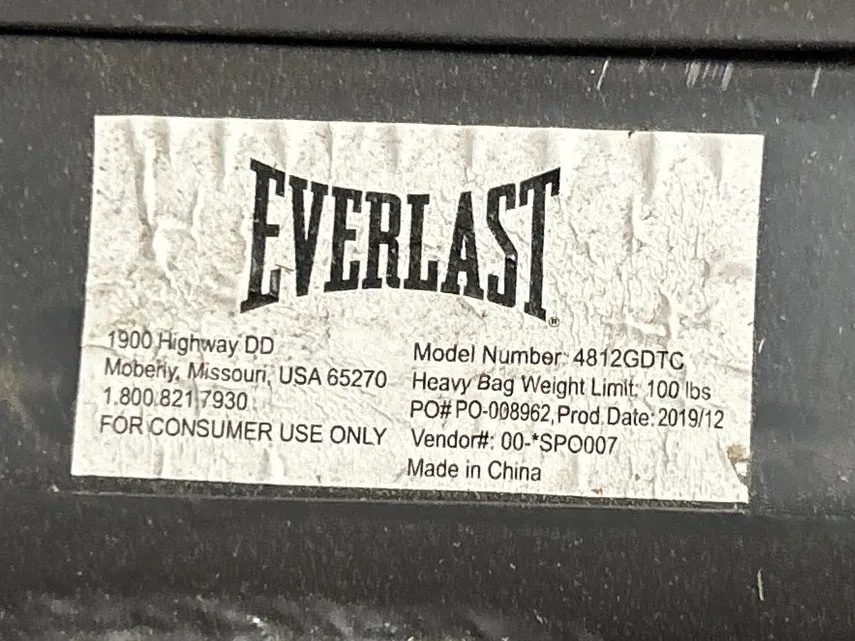 EVERLAST®
1900 Highway DD
Moberly, Missouri, USA 65270
1.800.821.7930
FOR CONSUMER USE ONLY
Model Number: 4812GDTC
Heavy Bag Weight Limit: 100 lbs
PO# PO-008962, Prod. Date: 2019/12
Vendor#: 00-*SPO007
Made in China